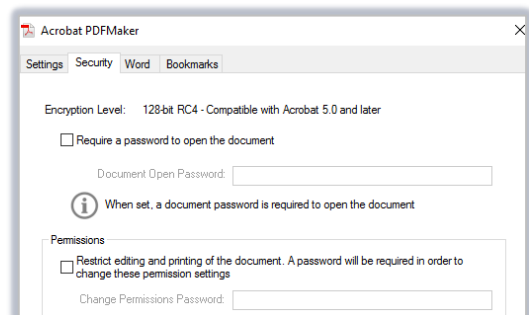 Acrobat PDFMaker
Settings Security Word Bookmarks
Encryption Level: 128-bit RC4 - Compatible with Acrobat 5.0 and later
Require a password to open the document
Document Open Password:
When set, a document password is required to open the document
Permissions
Restrict editing and printing of the document. A password will be required in order to
change these permission settings
Change Permissions Password: